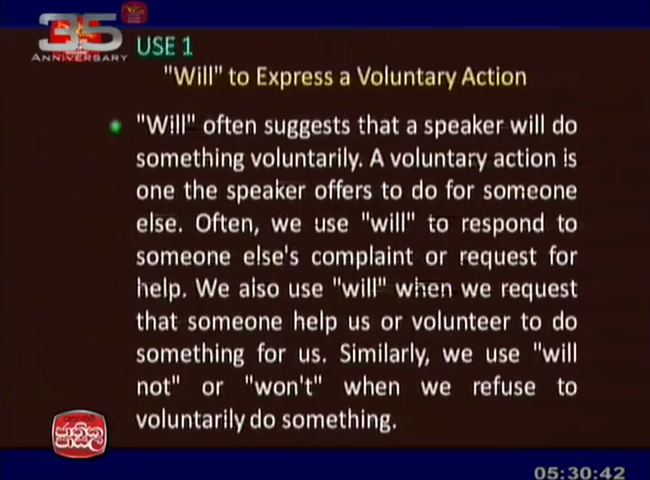 35
ANNIVERSARY
USE 1
"Will" to Express a Voluntary Action
"Will" often suggests that a speaker will do
something voluntarily. A voluntary action is
one the speaker offers to do for someone
else. Often, we use "will" to respond to
someone else's complaint or request for
help. We also use "will" when we request
that someone help us or volunteer to do
something for us. Similarly, we use "will
not" or "won't" when we refuse to
voluntarily do something.
ජාතික
පාසල
05:30:42